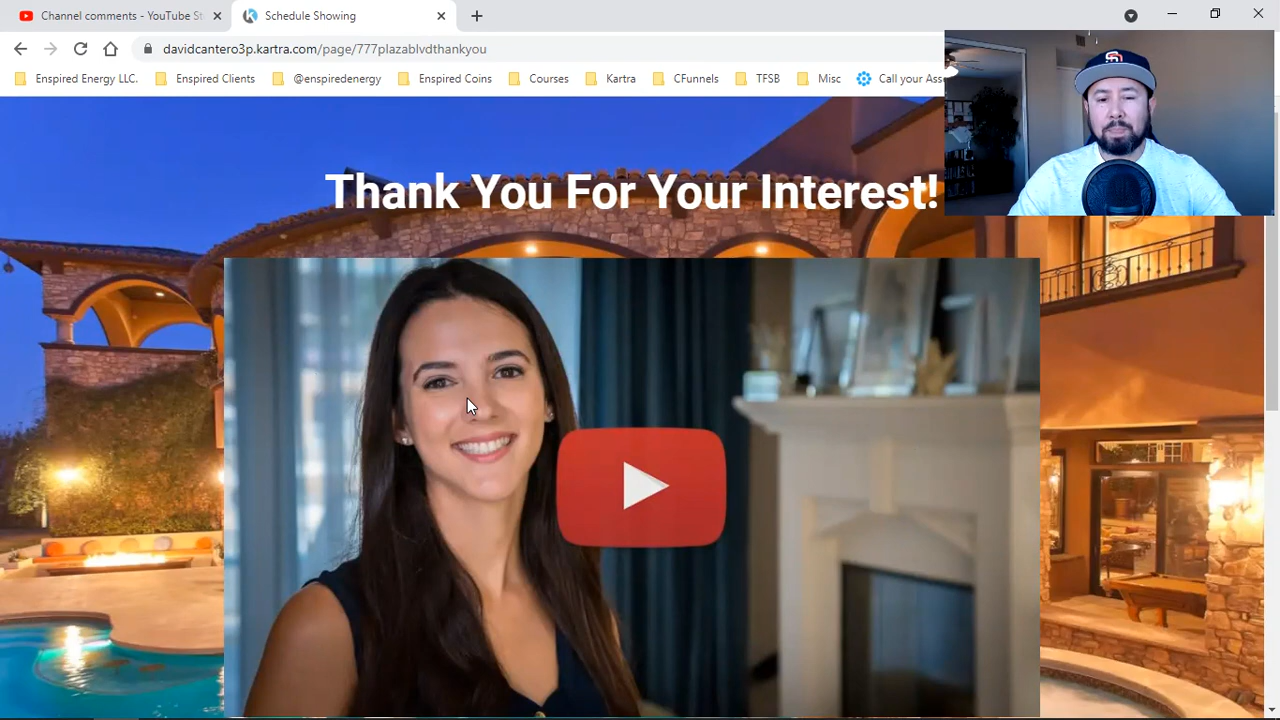 Channel comments - YouTube St
Schedule Showing
davidcantero3p.kartra.com/page/777plazablvdthankyou
Enspired Energy LLC.
Enspired Clients
@enspiredenergy
Enspired Coins
Courses
Kartra
CFunnels
TFSB
Misc
Call your Ass
Thank You For Your Interest!